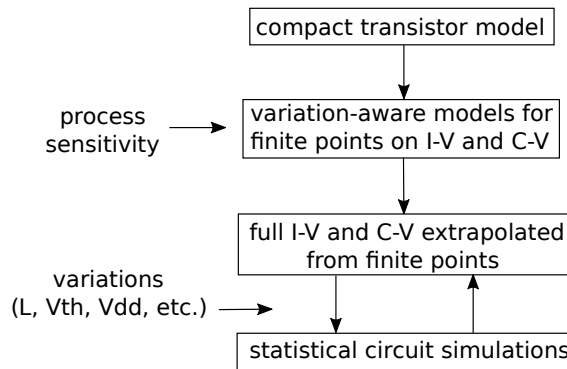 compact transistor model
process
sensitivity
variation-aware models for
finite points on I-V and C-V
full I-V and C-V extrapolated
from finite points
variations
(L, Vth, Vdd, etc.)
statistical circuit simulations